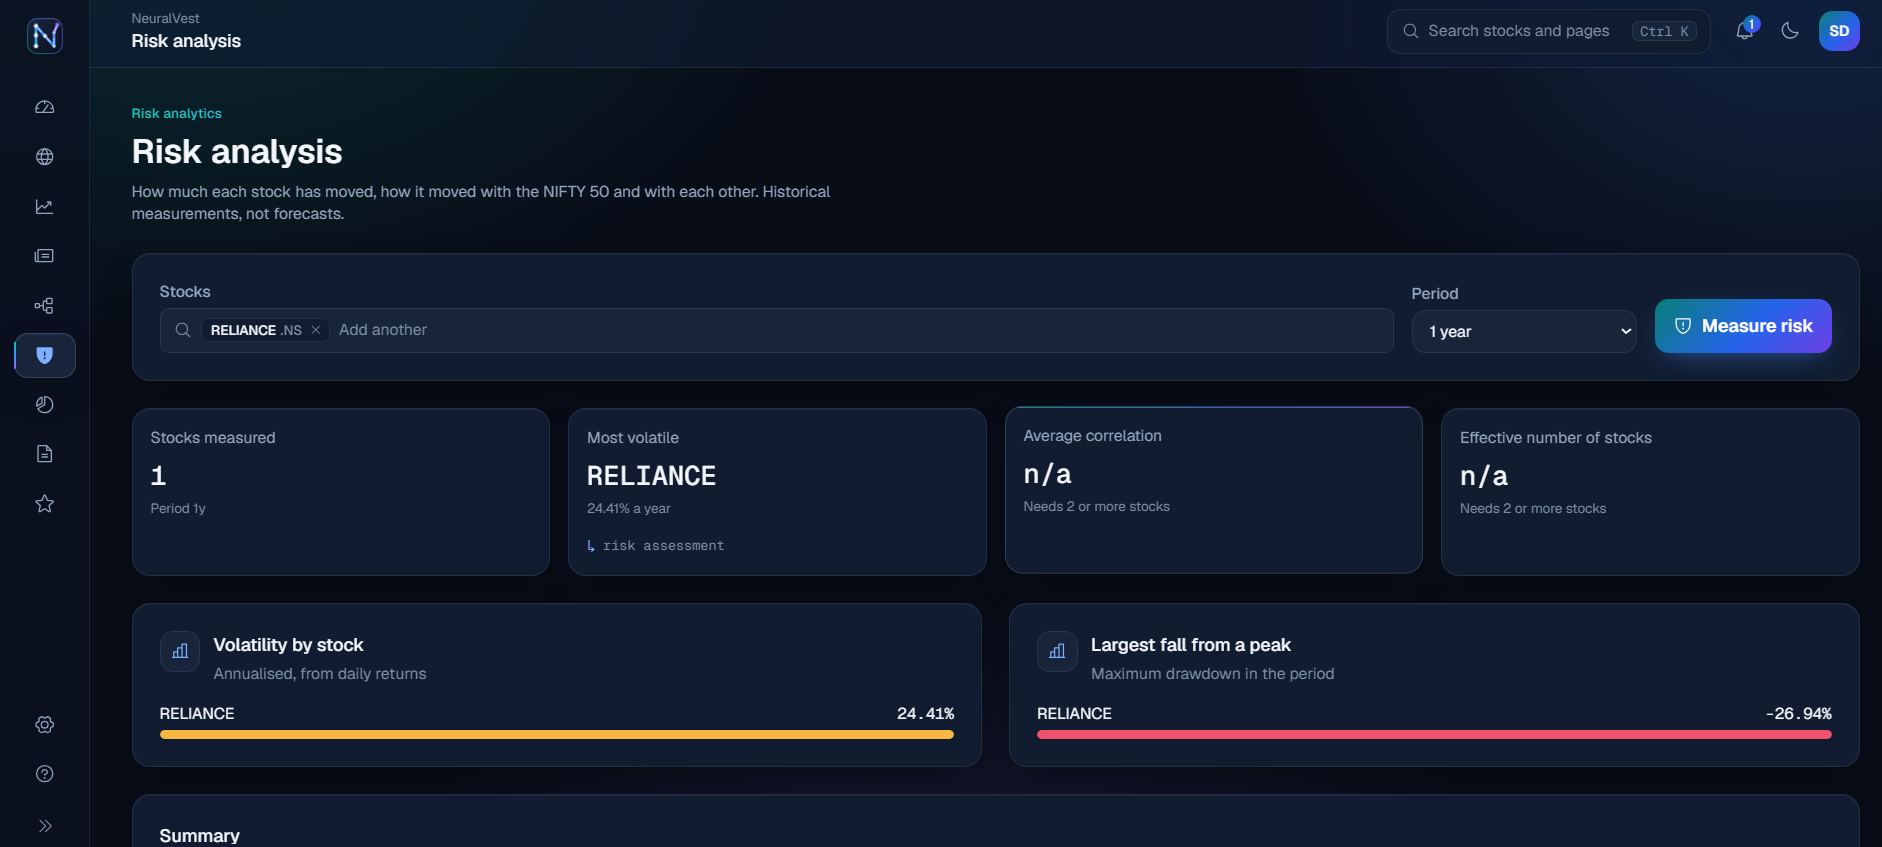 NeuralVest
Risk analysis
Search stocks and pages
Ctrl K
1
SD
Risk analytics
Risk analysis
How much each stock has moved, how it moved with the NIFTY 50 and with each other. Historical
measurements, not forecasts.
Stocks
RELIANCE .NS
Add another
Period
1 year
Measure risk
Stocks measured
1
Period 1y
Most volatile
RELIANCE
24.41% a year
↳ risk assessment
Average correlation
n/a
Needs 2 or more stocks
Effective number of stocks
n/a
Needs 2 or more stocks
Volatility by stock
Annualised, from daily returns
RELIANCE
24.41%
Largest fall from a peak
Maximum drawdown in the period
RELIANCE
-26.94%
Summary